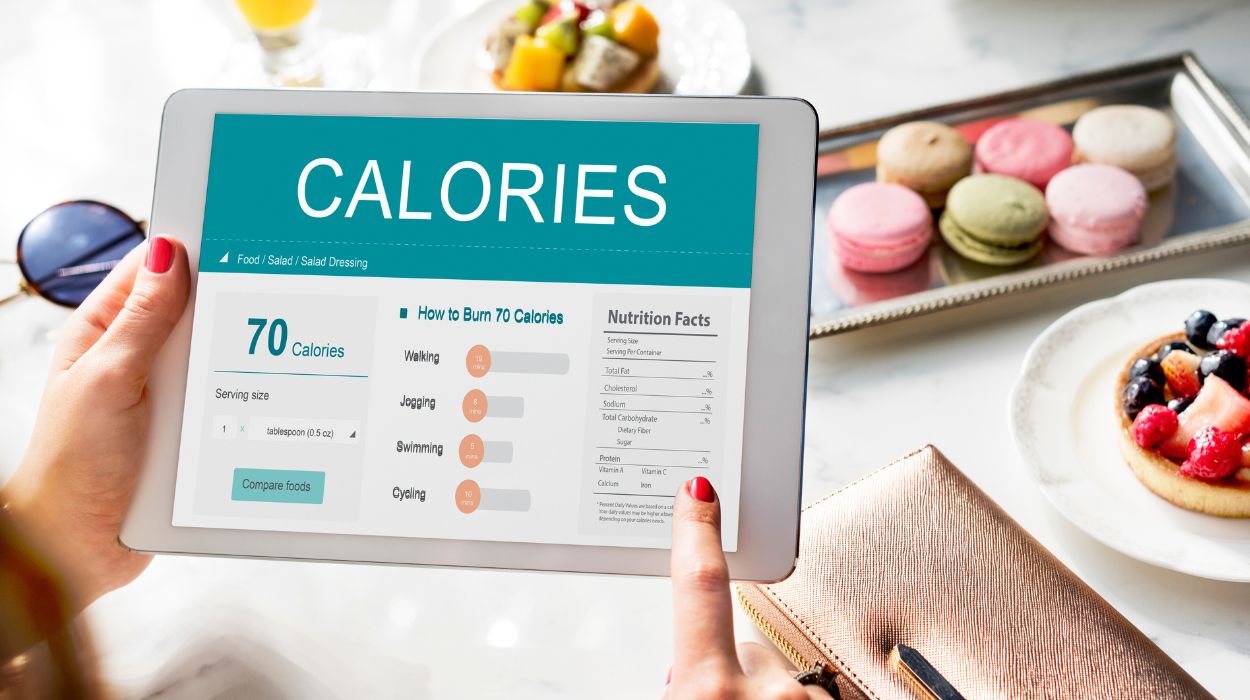 CALORIES
Food / Salad / Salad Dressing
70 Calories
Serving size
1 x tablespoon (0.5 oz)
Compare foods
How to Burn 70 Calories
Walking
19 mins
Jogging
8 mins
Swimming
5 mins
Cycling
10 mins
Nutrition Facts
Serving Size
Serving Per Container
Total Fat ...%
Cholesterol ...%
Sodium ...%
Total Carbohydrate ...%
Dietary Fiber
Sugar
Protein ...%
Vitamin A Vitamin C
Calcium Iron
* Percent Daily Values are based on a
Your daily values may be higher
depending on your calories needs.